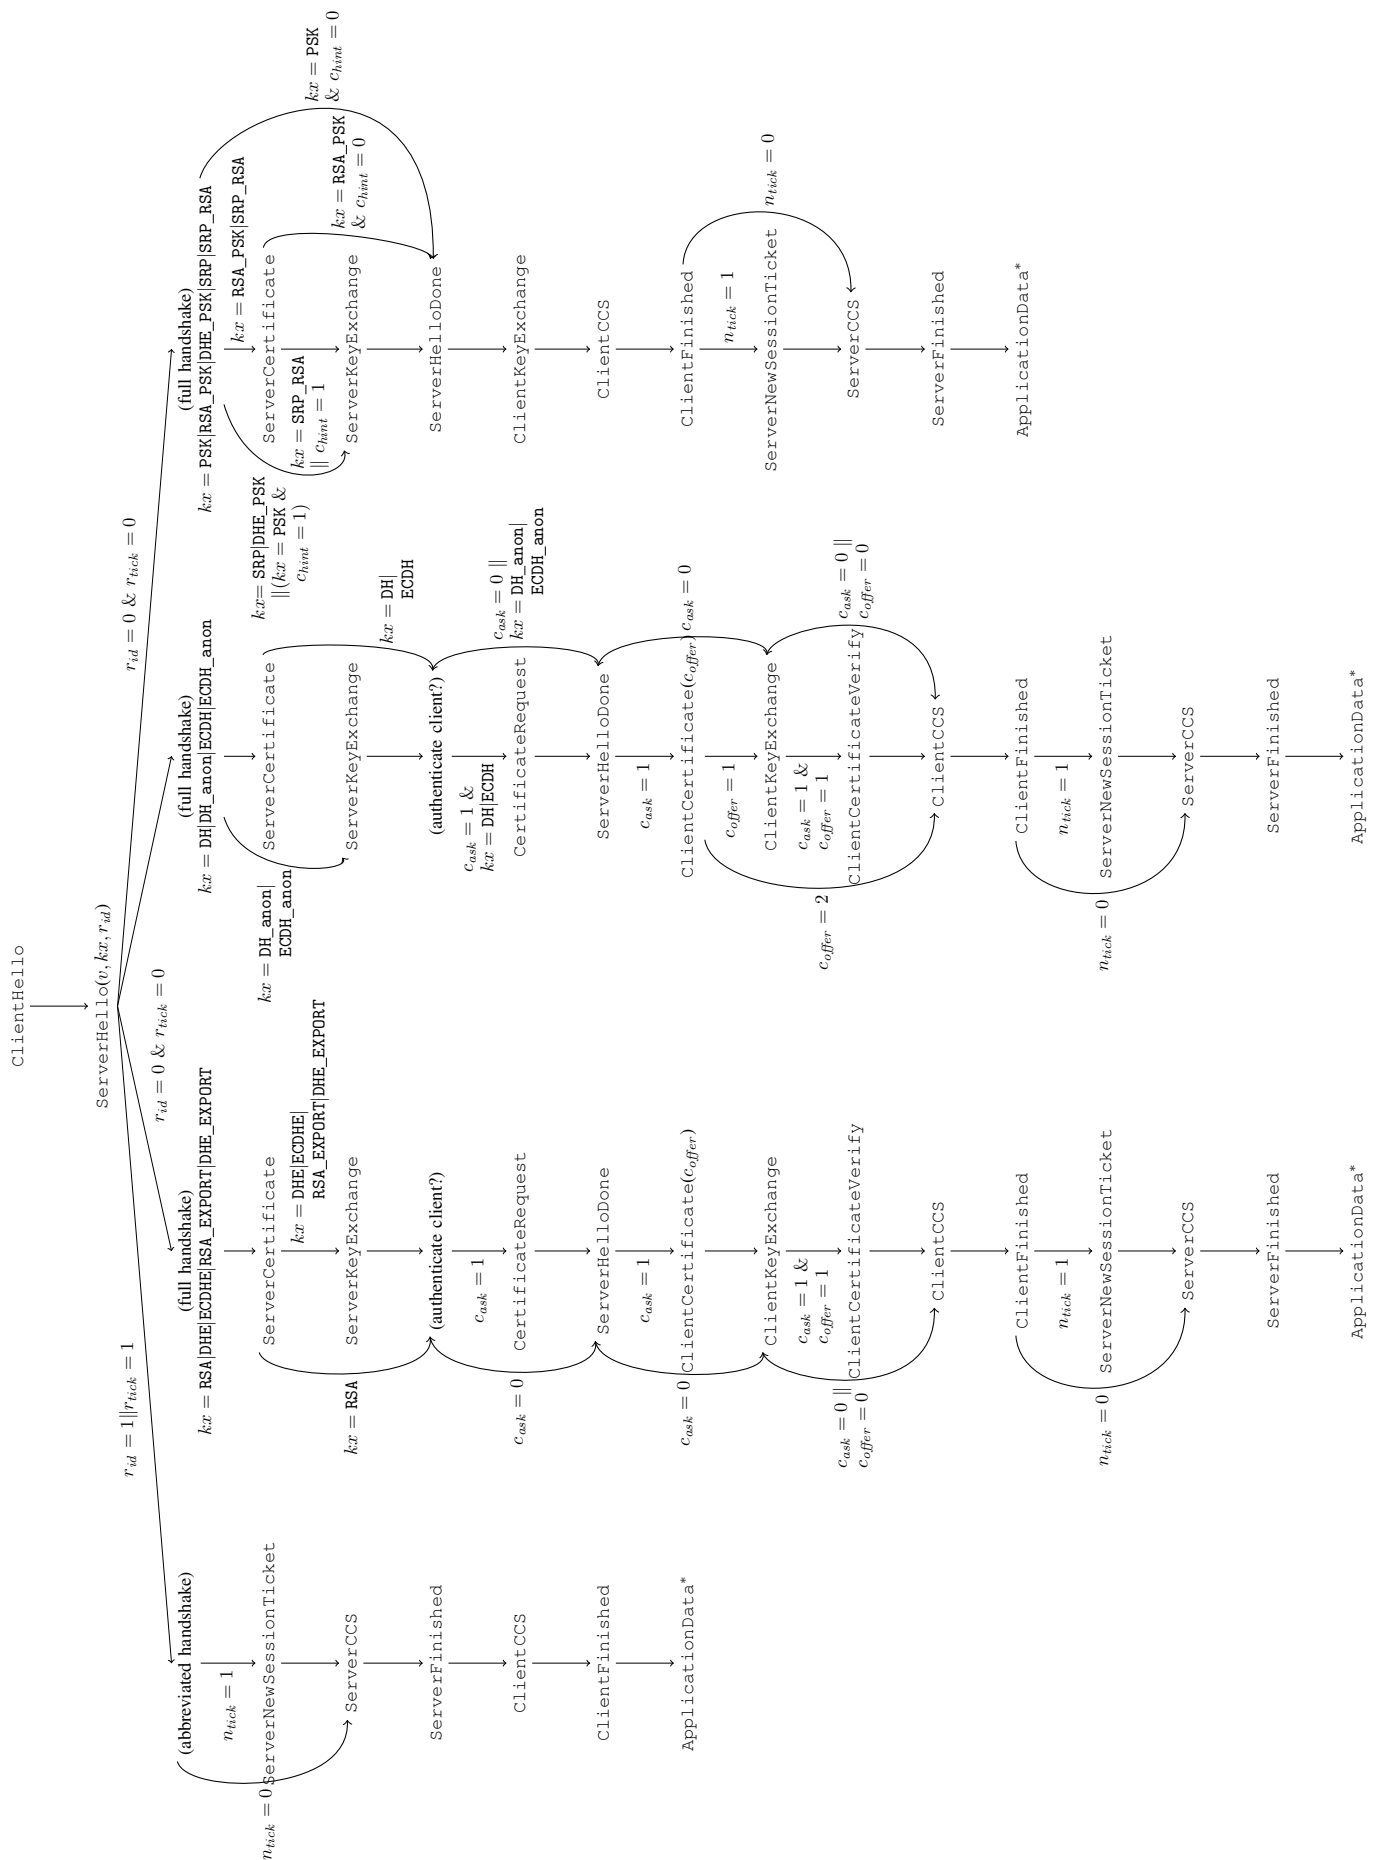 ClientHello
ServerHello(v, kx, r_id)
r_id = 1||r_tick = 1
r_id = 0 & r_tick = 0
r_id = 0 & r_tick = 0
(abbreviated handshake)
n_tick = 1
n_tick = 0
ServerNewSessionTicket
ServerCCS
ServerFinished
ClientCCS
ClientFinished
ApplicationData*
(full handshake)
kx = RSA|DHE|ECDHE|RSA_EXPORT|DHE_EXPORT
ServerCertificate
kx = DHE|ECDHE|
RSA_EXPORT|DHE_EXPORT
kx = RSA
ServerKeyExchange
(authenticate client?)
c_ask = 1
c_ask = 0
CertificateRequest
ServerHelloDone
c_ask = 1
c_ask = 0
ClientCertificate(c_offer)
ClientKeyExchange
c_ask = 1 &
c_offer = 1
c_ask = 0 ||
c_offer = 0
ClientCertificateVerify
ClientCCS
ClientFinished
n_tick = 1
n_tick = 0
ServerNewSessionTicket
ServerCCS
ServerFinished
ApplicationData*
(full handshake)
kx = DH|DH_anon|ECDH|ECDH_anon
kx = DH_anon|
ECDH_anon
ServerCertificate
kx = DH|
ECDH
ServerKeyExchange
(authenticate client?)
c_ask = 1 &
kx = DH|ECDH
c_ask = 0 ||
kx = DH_anon|
ECDH_anon
CertificateRequest
ServerHelloDone
c_ask = 1
c_ask = 0
ClientCertificate(c_offer)
c_offer = 1
c_offer = 2
ClientKeyExchange
c_ask = 1 &
c_offer = 1
c_ask = 0 ||
c_offer = 0
ClientCertificateVerify
ClientCCS
ClientFinished
n_tick = 1
n_tick = 0
ServerNewSessionTicket
ServerCCS
ServerFinished
ApplicationData*
(full handshake)
kx = PSK|RSA_PSK|DHE_PSK|SRP|SRP_RSA
kx = RSA_PSK|SRP_RSA
kx= SRP|DHE_PSK
||(kx = PSK &
c_hint = 1)
kx = PSK
& c_hint = 0
ServerCertificate
kx = SRP_RSA
|| c_hint = 1
kx = RSA_PSK
& c_hint = 0
ServerKeyExchange
ServerHelloDone
ClientKeyExchange
ClientCCS
ClientFinished
n_tick = 1
n_tick = 0
ServerNewSessionTicket
ServerCCS
ServerFinished
ApplicationData*